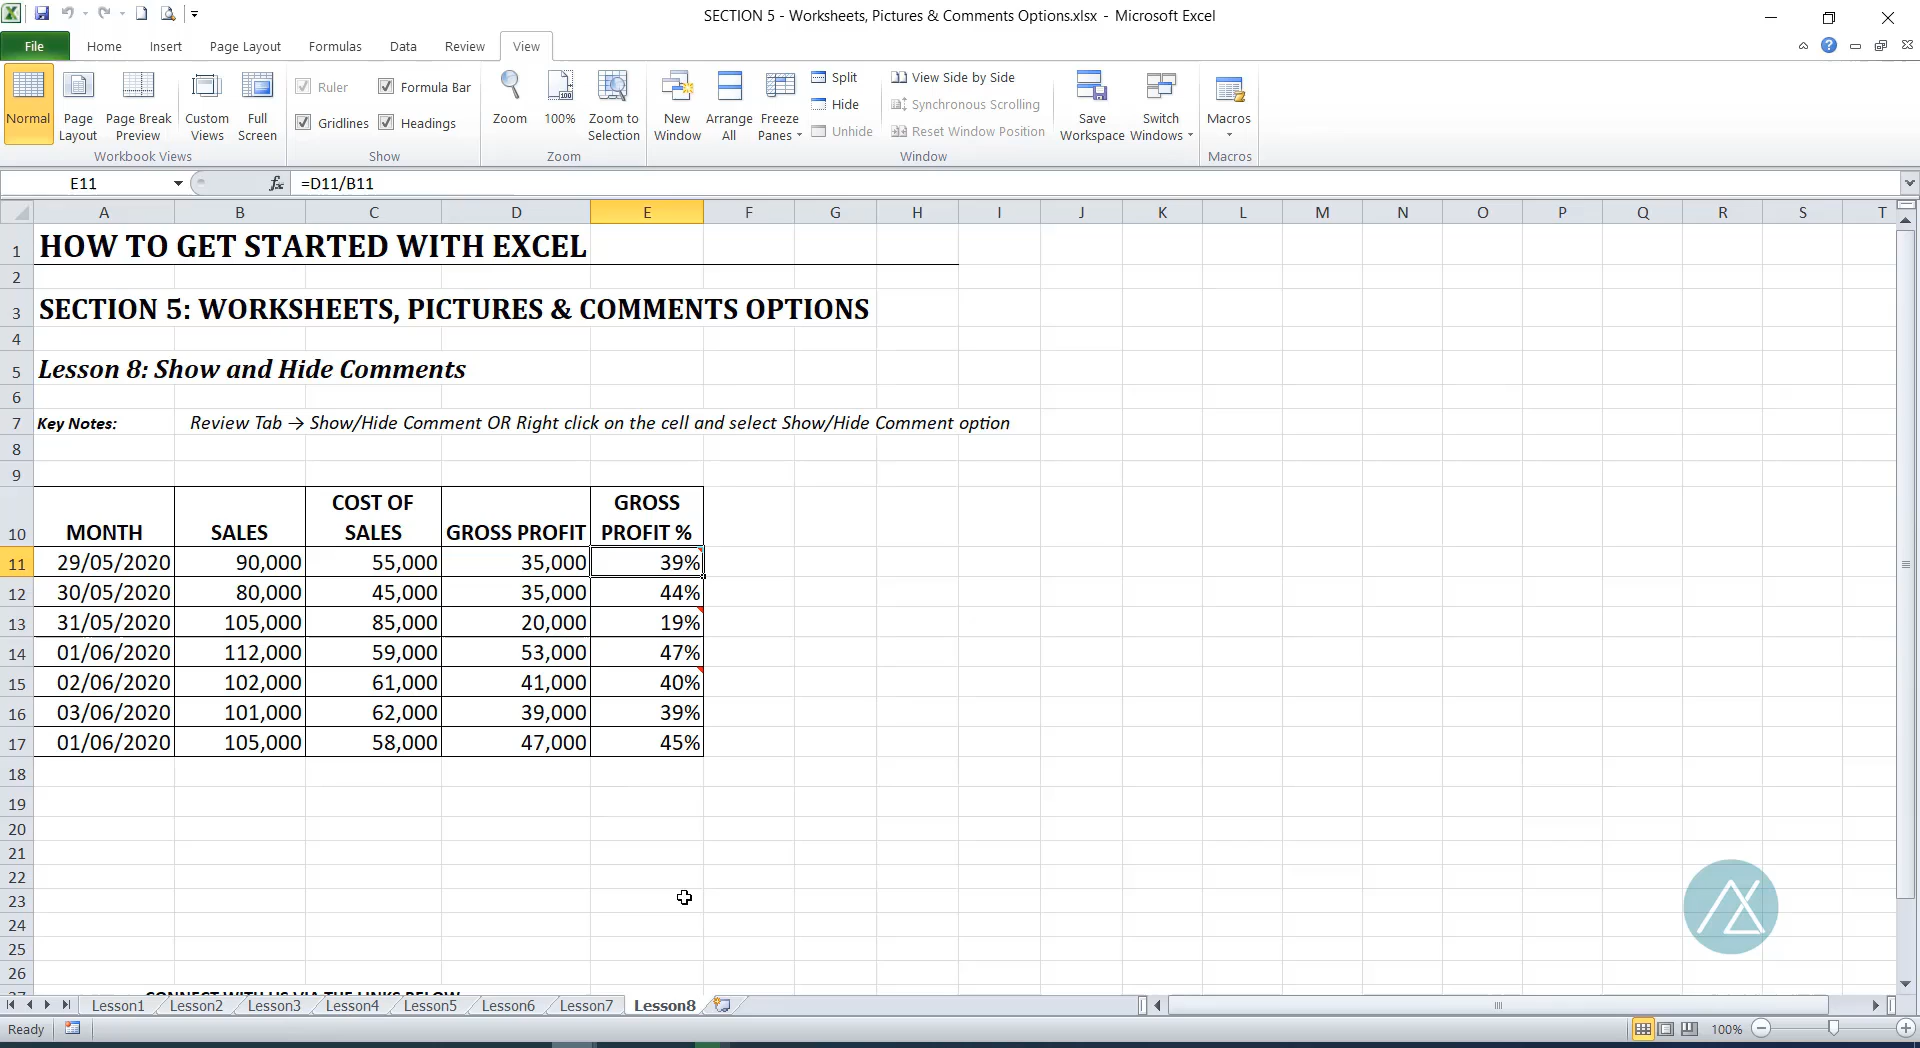 SECTION 5 - Worksheets, Pictures & Comments Options.xlsx - Microsoft Excel
File Home Insert Page Layout Formulas Data Review View
Normal
Page Layout
Page Break Preview
Custom Views
Full Screen
Workbook Views
Ruler
Formula Bar
Gridlines
Headings
Show
Zoom
100%
Zoom to Selection
Zoom
New Window
Arrange All
Freeze Panes
Split
Hide
Unhide
View Side by Side
Synchronous Scrolling
Reset Window Position
Window
Save Workspace
Switch Windows
Macros
Macros
E11 fx =D11/B11
A B C D E F G H I J K L M N O P Q R S T
1 HOW TO GET STARTED WITH EXCEL
2
3 SECTION 5: WORKSHEETS, PICTURES & COMMENTS OPTIONS
4
5 Lesson 8: Show and Hide Comments
6
7 Key Notes: Review Tab → Show/Hide Comment OR Right click on the cell and select Show/Hide Comment option
8
9
10 MONTH SALES COST OF SALES GROSS PROFIT GROSS PROFIT %
11 29/05/2020 90,000 55,000 35,000 39%
12 30/05/2020 80,000 45,000 35,000 44%
13 31/05/2020 105,000 85,000 20,000 19%
14 01/06/2020 112,000 59,000 53,000 47%
15 02/06/2020 102,000 61,000 41,000 40%
16 03/06/2020 101,000 62,000 39,000 39%
17 01/06/2020 105,000 58,000 47,000 45%
18
19
20
21
22
23
24
25
26
27 CONNECT WITH US VIA THE LINKS BELOW
Lesson1 Lesson2 Lesson3 Lesson4 Lesson5 Lesson6 Lesson7 Lesson8
Ready 100%